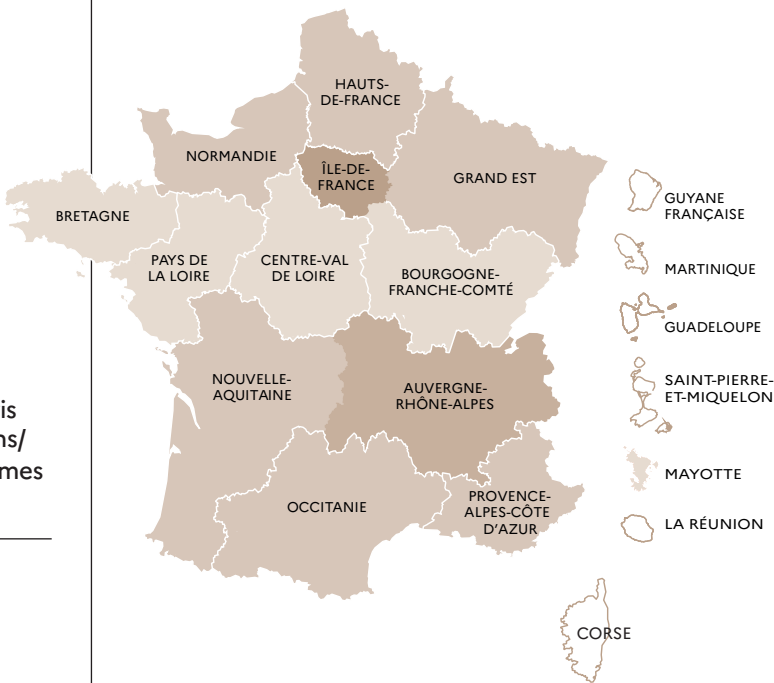 HAUTS-
DE-FRANCE
NORMANDIE
ÎLE-DE-
FRANCE
GRAND EST
BRETAGNE
PAYS DE
LA LOIRE
CENTRE-VAL
DE LOIRE
BOURGOGNE-
FRANCHE-COMTÉ
NOUVELLE-
AQUITAINE
AUVERGNE-
RHÔNE-ALPES
OCCITANIE
PROVENCE-
ALPES-CÔTE
D'AZUR
GUYANE
FRANÇAISE
MARTINIQUE
GUADELOUPE
SAINT-PIERRE-
ET-MIQUELON
MAYOTTE
LA RÉUNION
CORSE